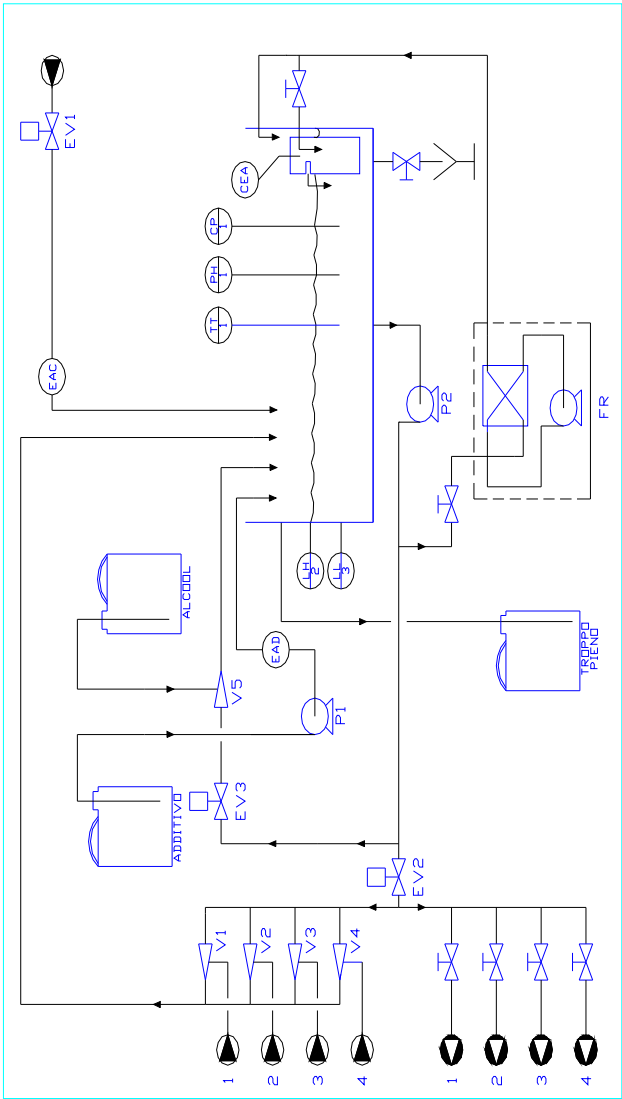 EV1
CEA
CP
1
PH
1
TT
1
EAC
P2
FR
LH
2
LL
3
ALCOOL
EAD
V5
P1
TROPPO
PIENO
ADDITIVO
EV3
EV2
V1
V2
V3
V4
1
2
3
4
1
2
3
4